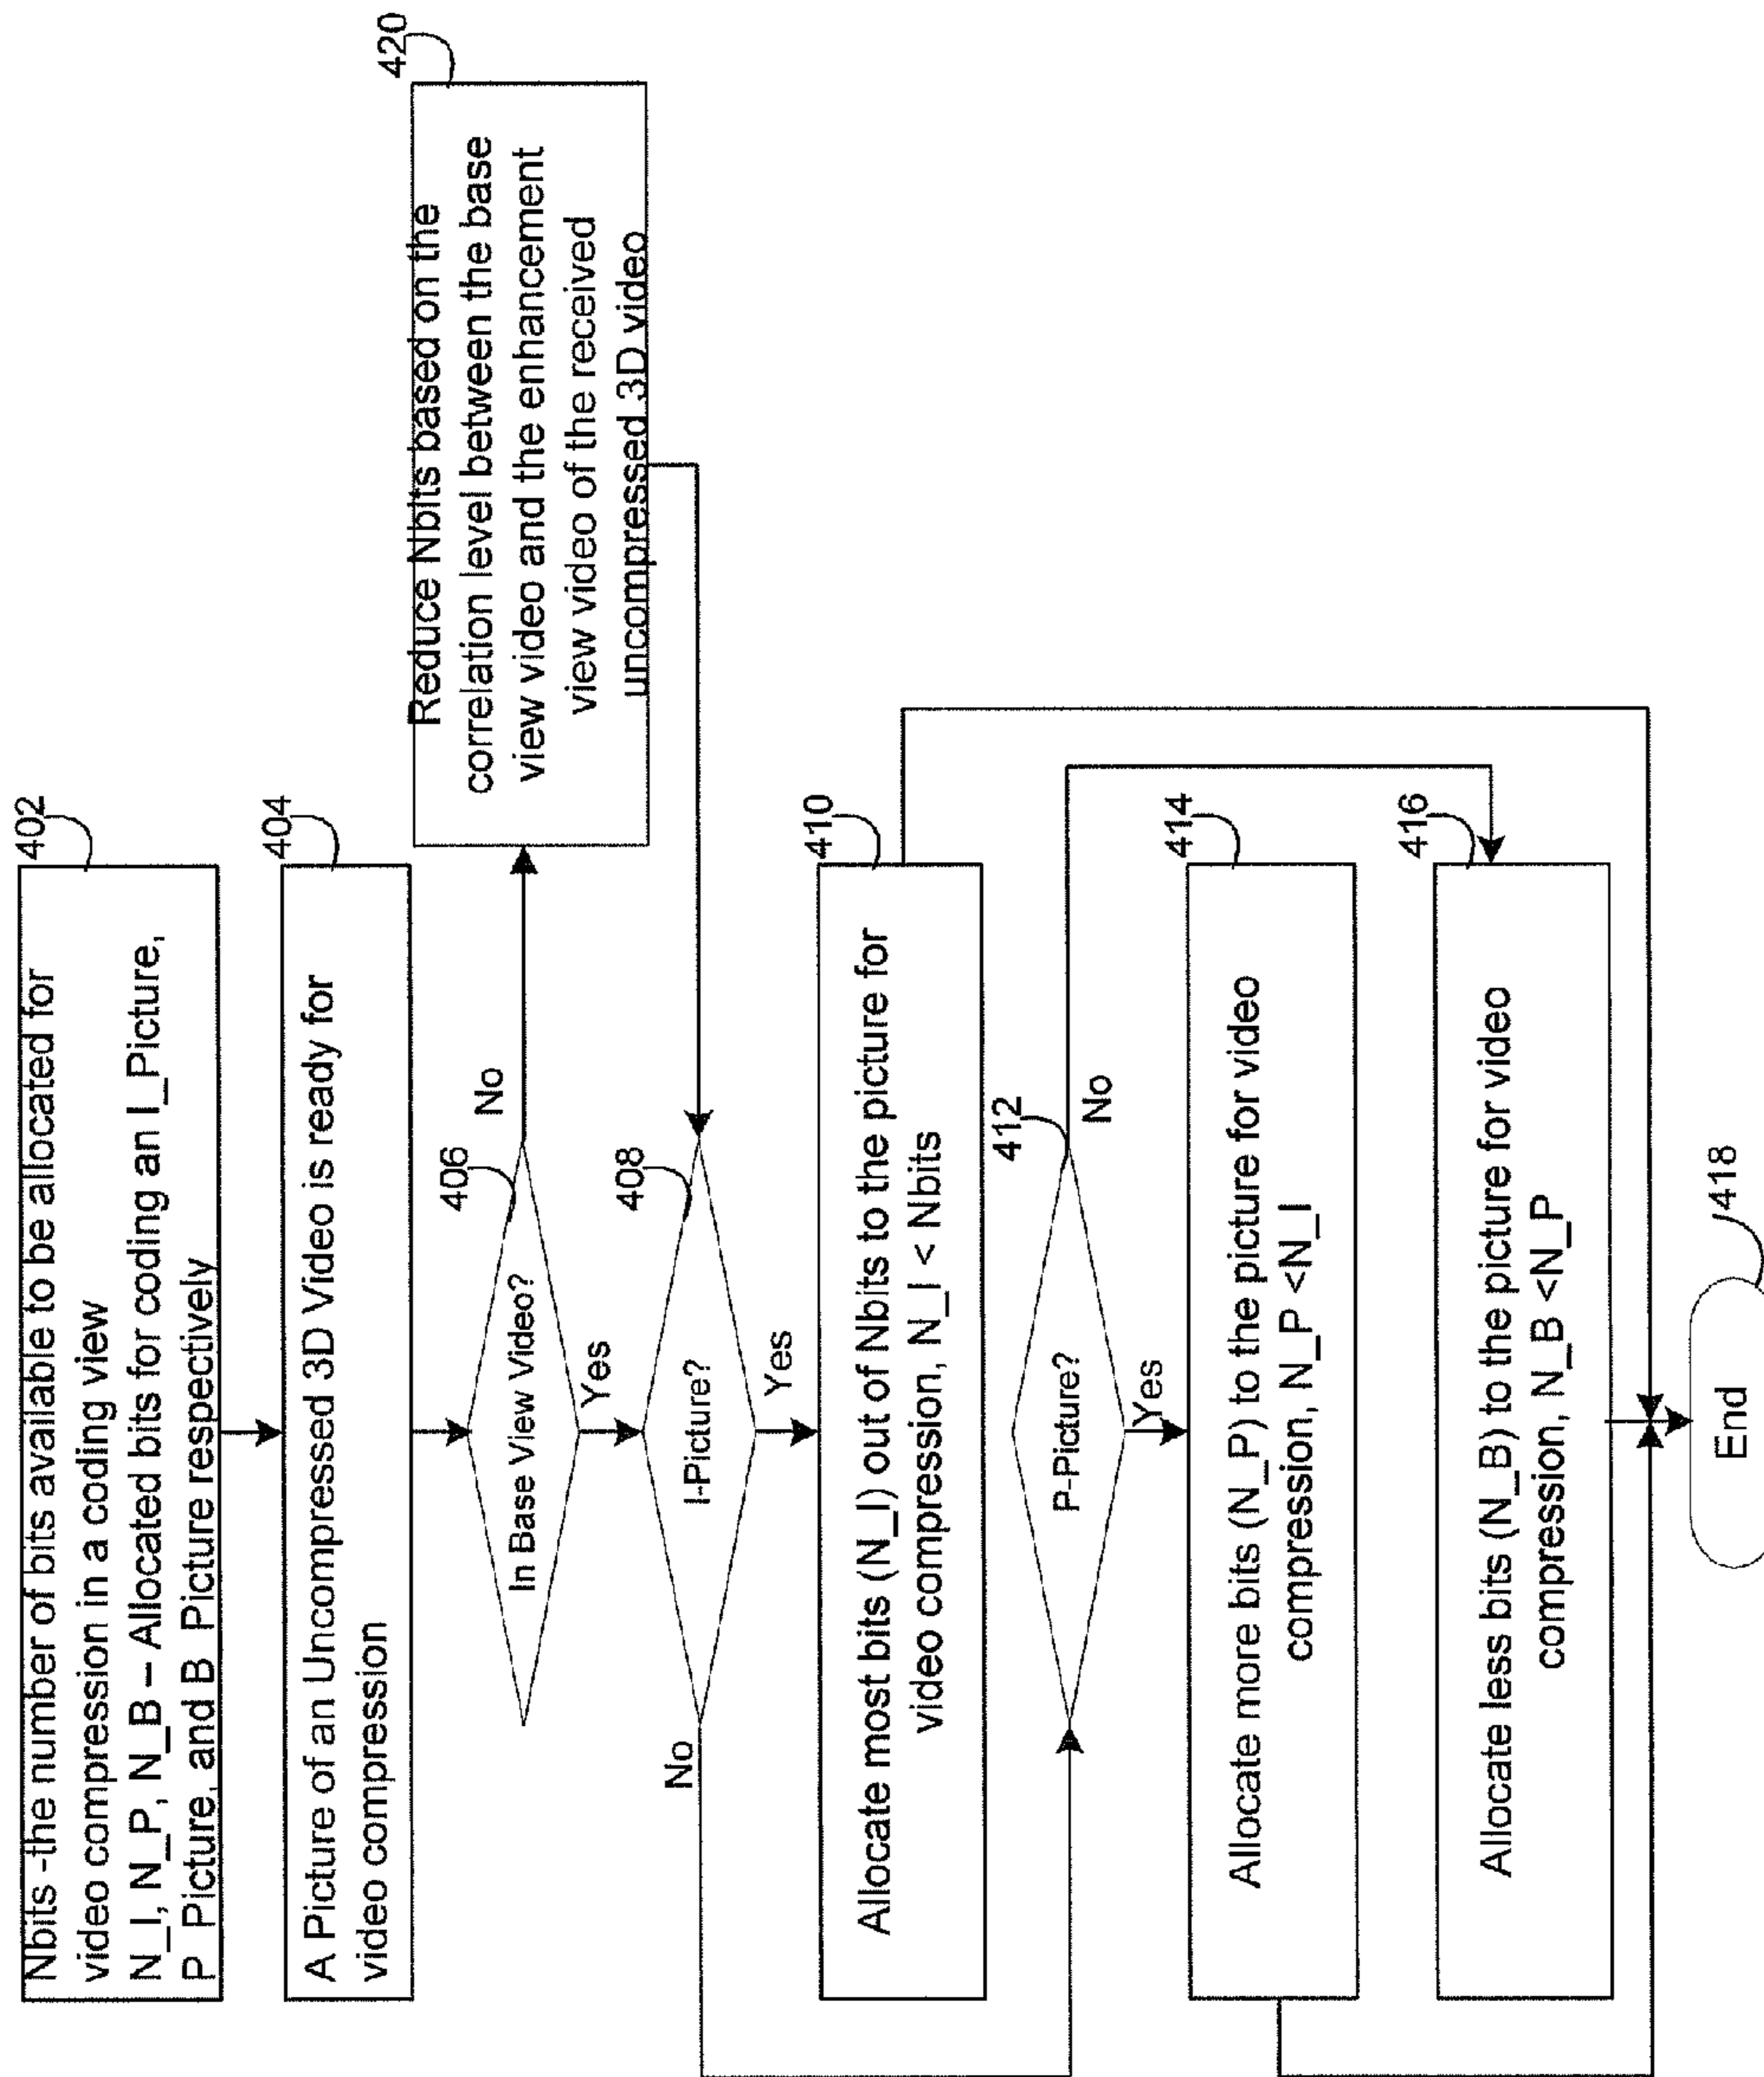 402
Nbits -the number of bits available to be allocated for
video compression in a coding view
N_I, N_P, N_B – Allocated bits for coding an I_Picture,
P_Picture, and B_Picture respectively
404
A Picture of an Uncompressed 3D Video is ready for
video compression
406
In Base View Video?
No
Yes
420
Reduce Nbits based on the
correlation level between the base
view video and the enhancement
view video of the received
uncompressed 3D video
408
I-Picture?
No
Yes
410
Allocate most bits (N_I) out of Nbits to the picture for
video compression, N_I < Nbits
412
P-Picture?
No
Yes
414
Allocate more bits (N_P) to the picture for video
compression, N_P <N_I
416
Allocate less bits (N_B) to the picture for video
compression, N_B <N_P
418
End